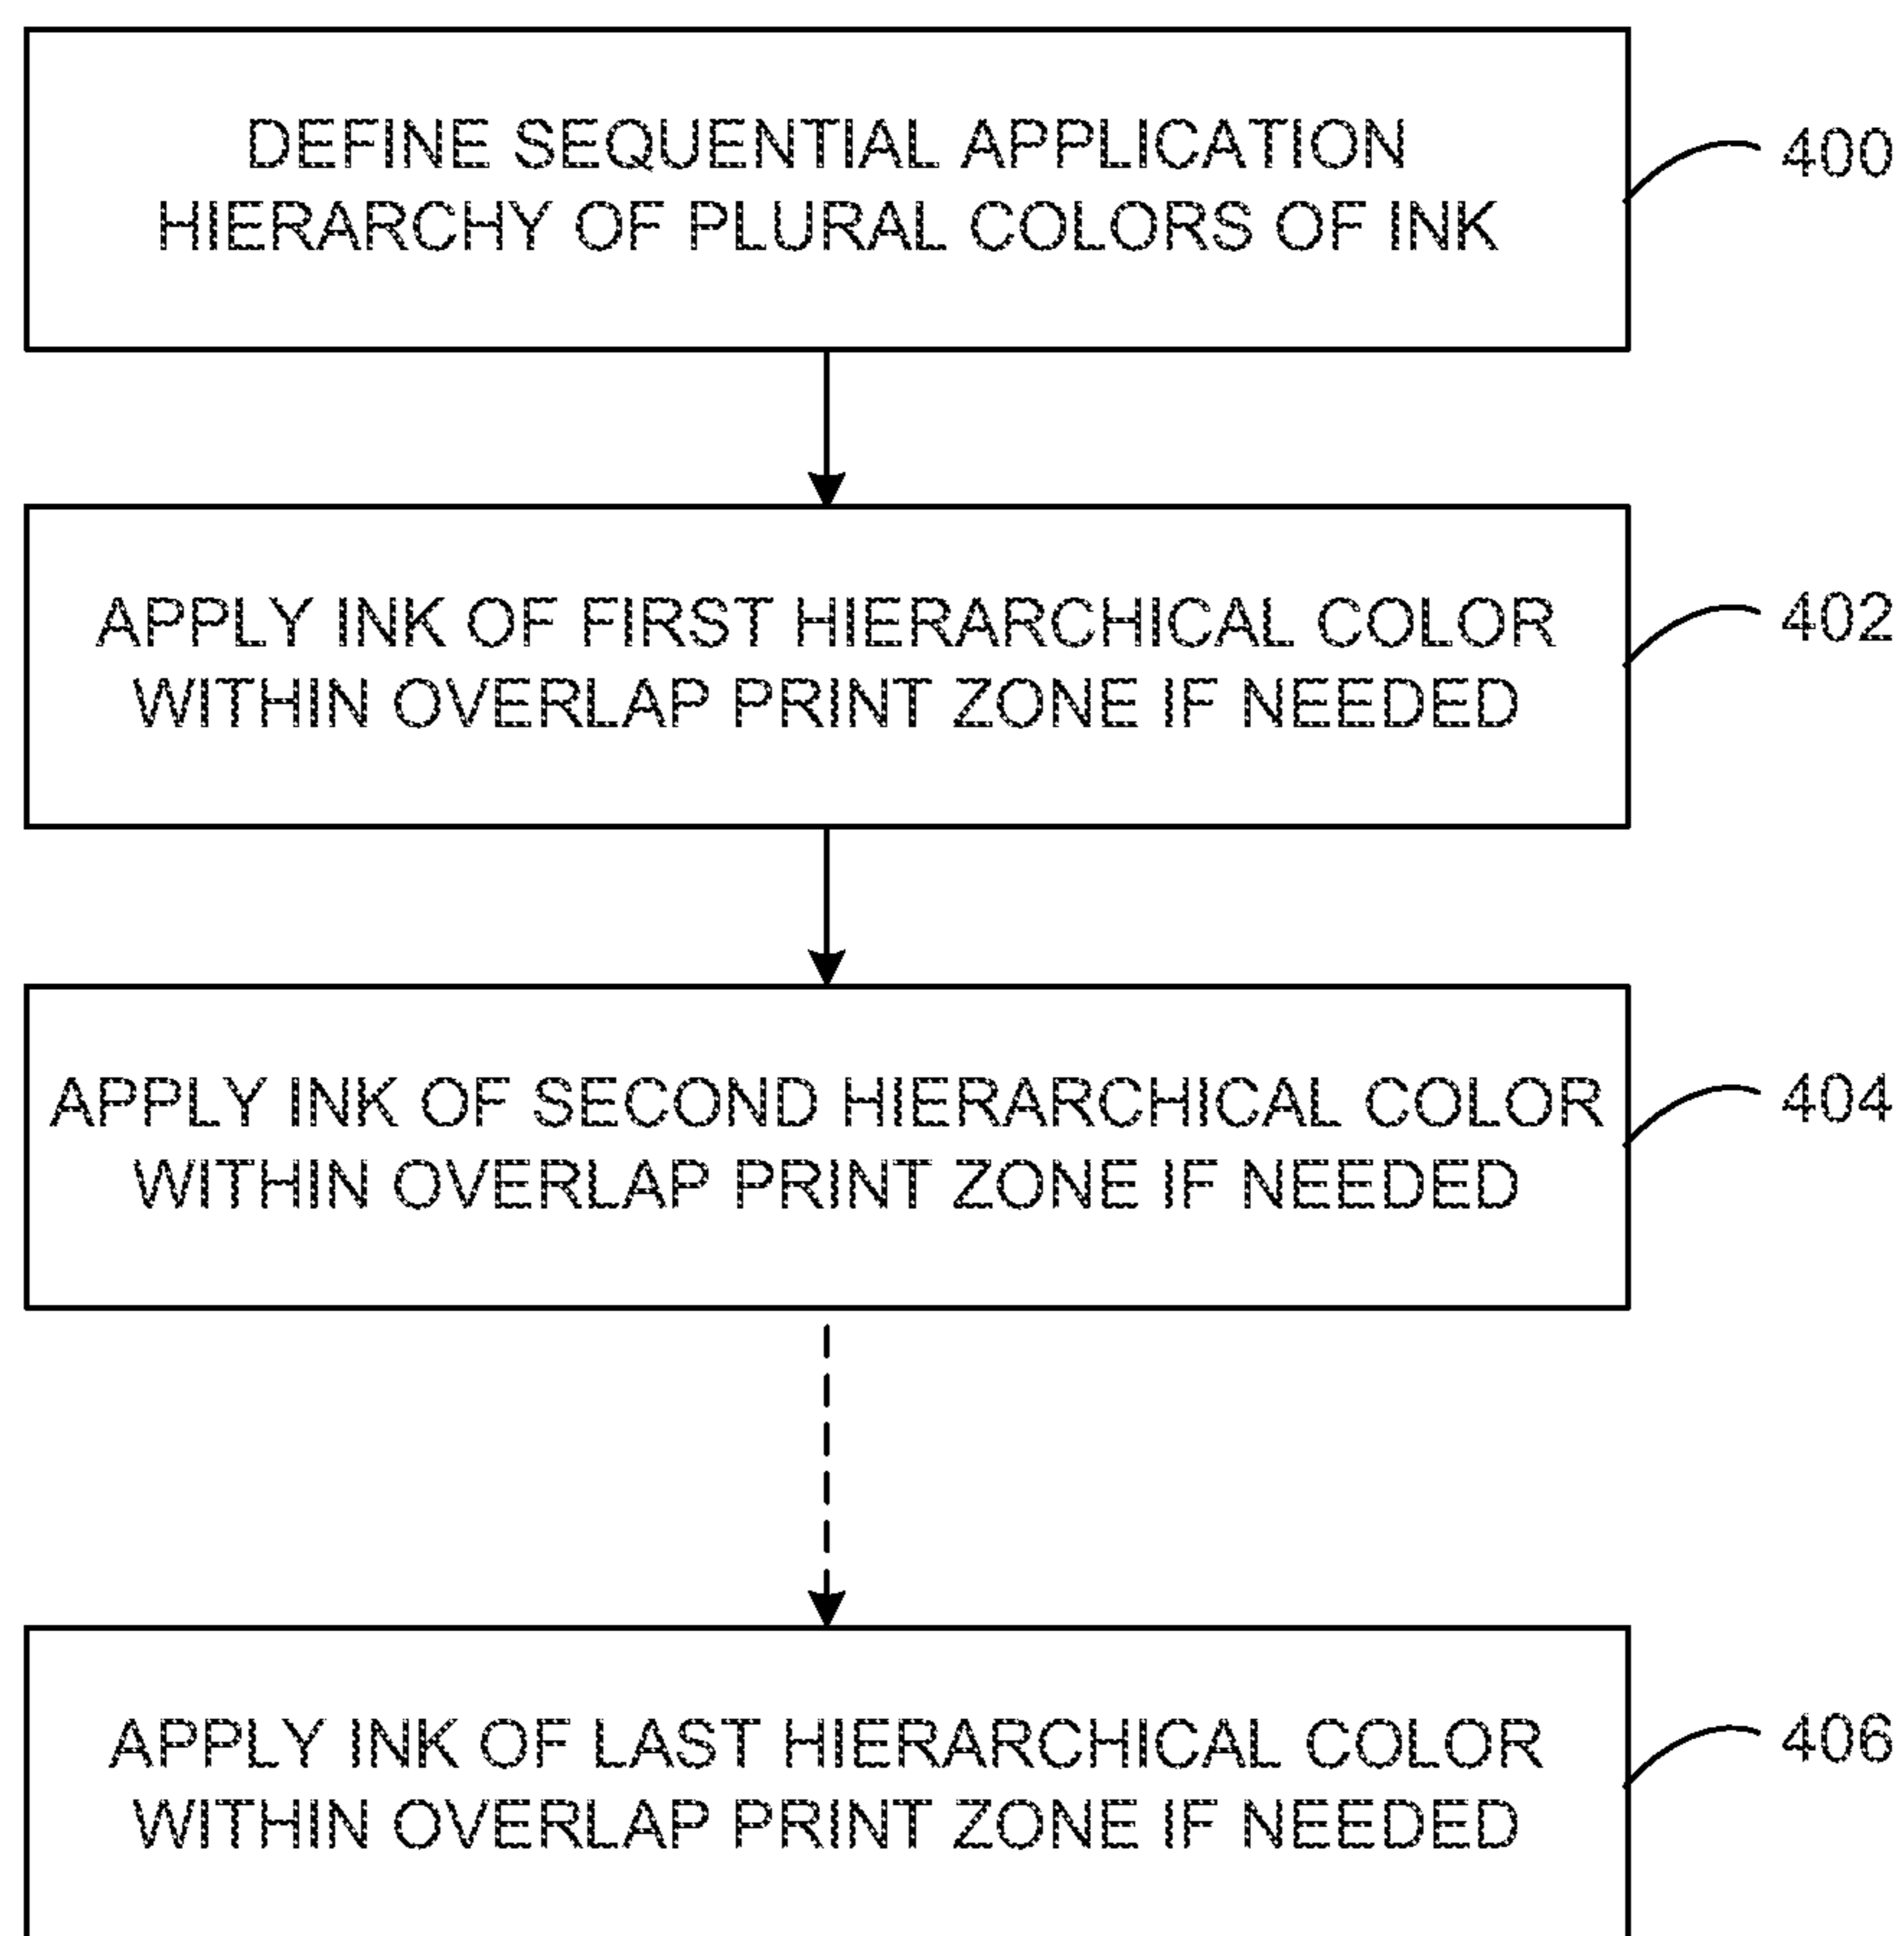 DEFINE SEQUENTIAL APPLICATION
HIERARCHY OF PLURAL COLORS OF INK
400
APPLY INK OF FIRST HIERARCHICAL COLOR
WITHIN OVERLAP PRINT ZONE IF NEEDED
402
APPLY INK OF SECOND HIERARCHICAL COLOR
WITHIN OVERLAP PRINT ZONE IF NEEDED
404
APPLY INK OF LAST HIERARCHICAL COLOR
WITHIN OVERLAP PRINT ZONE IF NEEDED
406